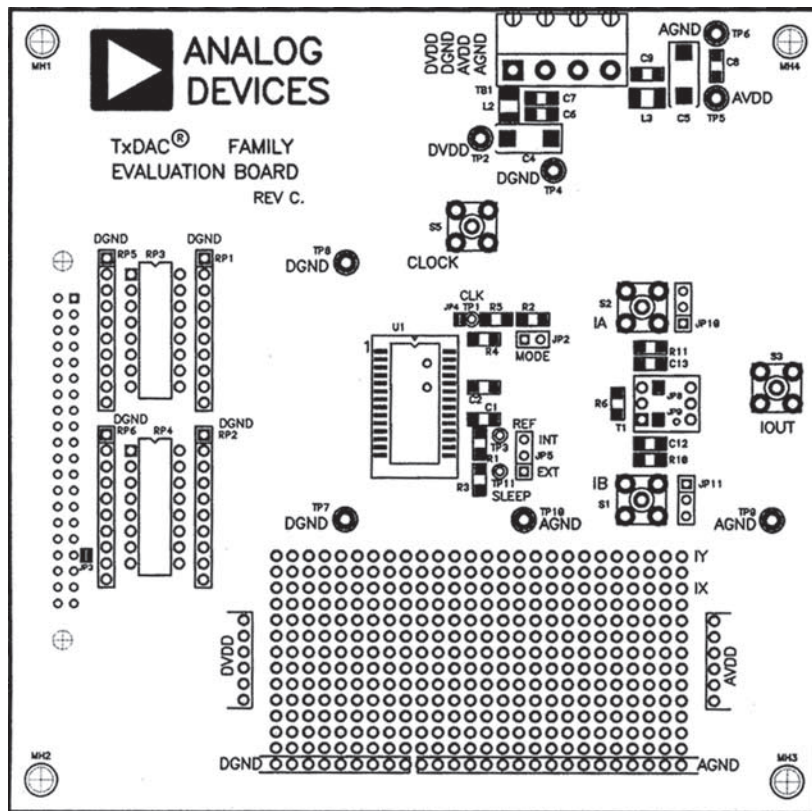 MH1
ANALOG
DEVICES
TxDAC® FAMILY
EVALUATION BOARD
REV C.
DVDD
DGND
AVDD
AGND
TB1
L2
C7
C6
DVDD
TP2
C4
DGND
TP4
AGND
TP6
C9
C8
L3
C5
TP5
AVDD
MH4
S5
CLOCK
TP8
DGND
DGND
RP5
RP3
DGND
RP1
CLK
JP4
TP1
R5
R2
U1
1
R4
JP2
MODE
C2
C1
REF
TP3
INT
R1
JP5
R3
EXT
TP11
SLEEP
S2
IA
JP10
R11
C13
R6
JP8
JP9
T1
C12
R10
S3
IOUT
IB
S1
JP11
DGND
RP6
RP4
DGND
RP2
JP3
TP7
DGND
TP10
AGND
TP9
AGND
IY
IX
DVDD
AVDD
DGND
AGND
MH2
MH3